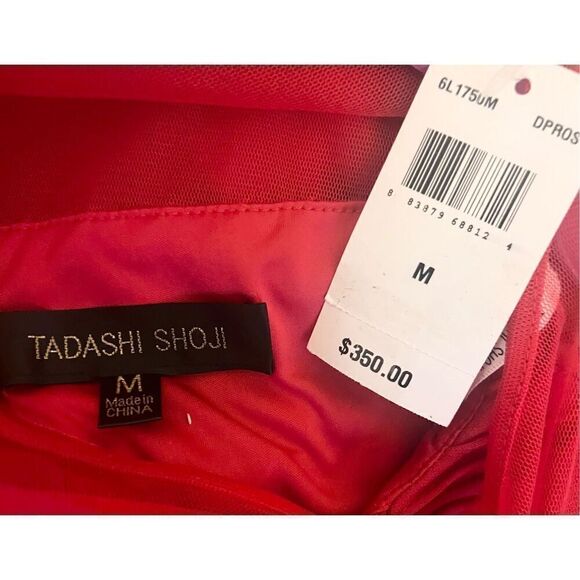 6L1750M
DPROS
8 83879 68812 4
M
$350.00
TADASHI SHOJI
M
Made in
CHINA